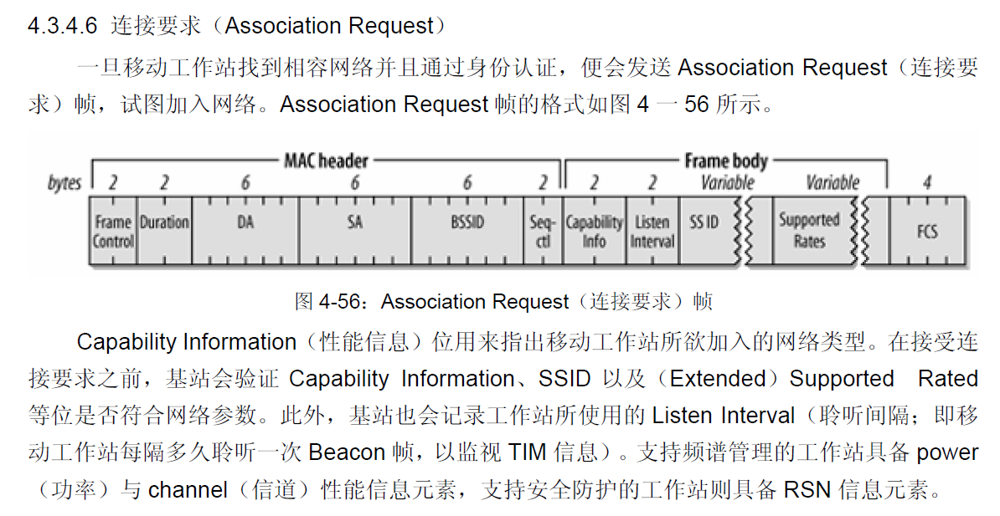 4.3.4.6 连接要求（Association Request）
一旦移动工作站找到相容网络并且通过身份认证，便会发送 Association Request（连接要
求）帧，试图加入网络。Association Request 帧的格式如图 4 一 56 所示。
MAC header Frame body
bytes 2 2 6 6 6 2 2 2 Variable Variable 4
Frame Duration DA SA BSSID Seq- Capability Listen SS ID Supported FCS
Control ctl Info Interval Rates
图 4-56：Association Request（连接要求）帧
Capability Information（性能信息）位用来指出移动工作站所欲加入的网络类型。在接受连
接要求之前，基站会验证 Capability Information、SSID 以及（Extended）Supported Rated
等位是否符合网络参数。此外，基站也会记录工作站所使用的 Listen Interval（聆听间隔；即移
动工作站每隔多久聆听一次 Beacon 帧，以监视 TIM 信息）。支持频谱管理的工作站具备 power
（功率）与 channel（信道）性能信息元素，支持安全防护的工作站则具备 RSN 信息元素。